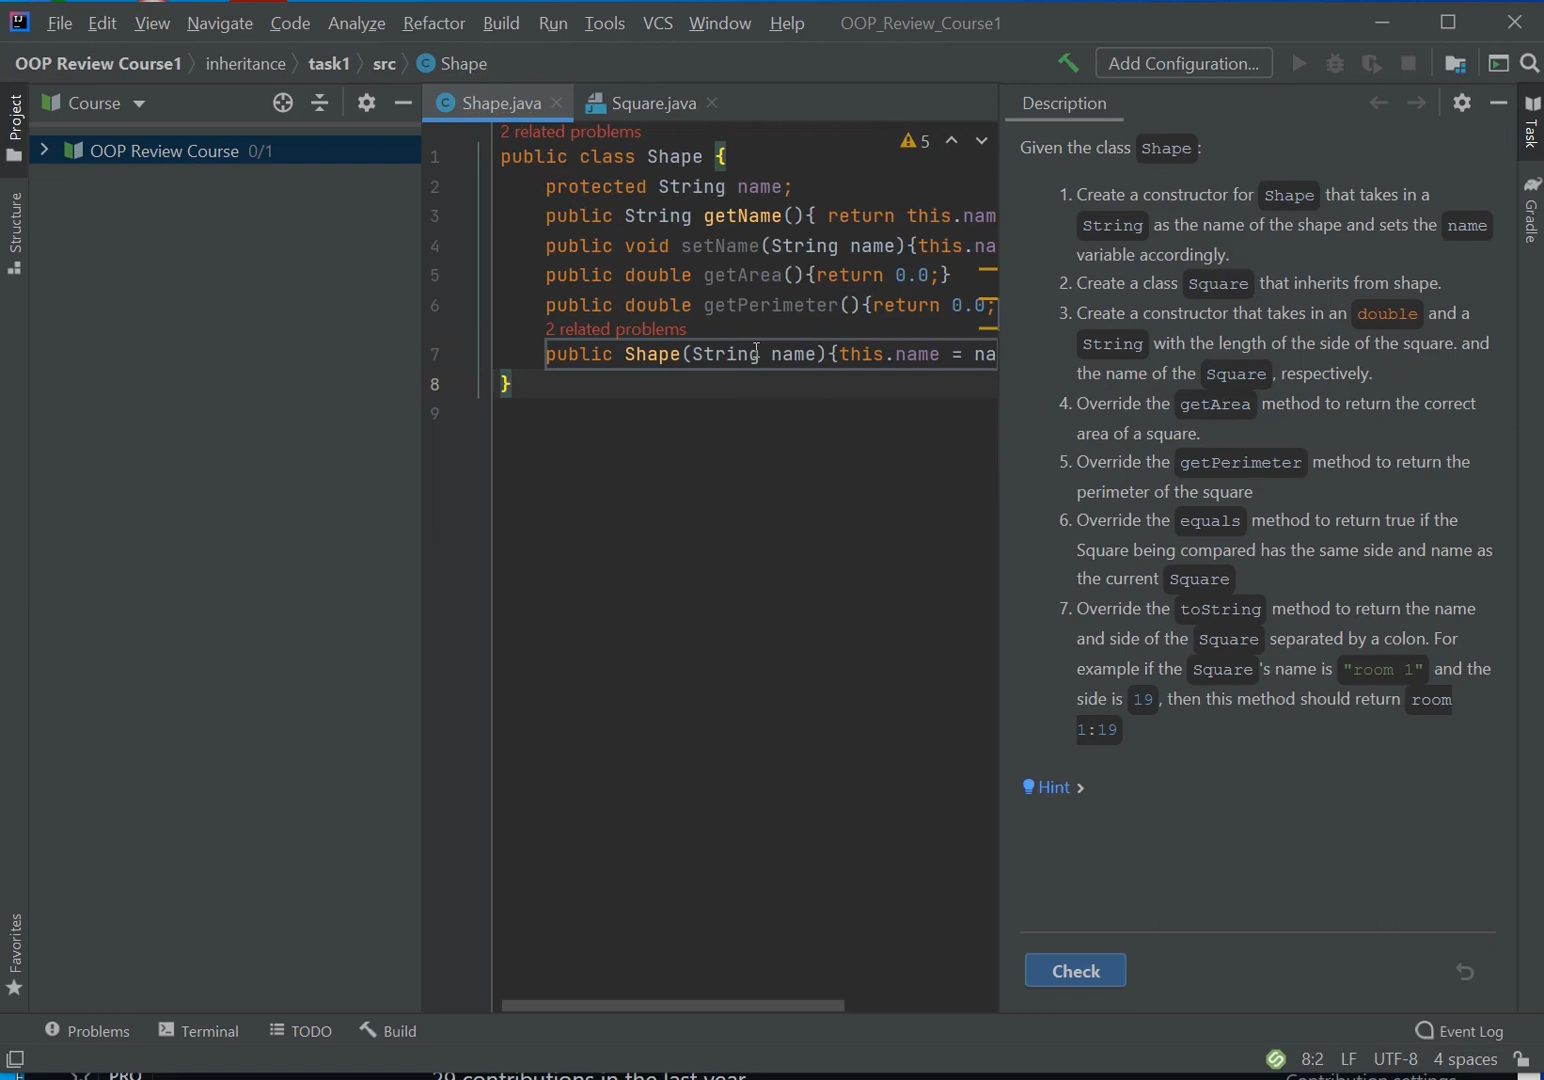 File Edit View Navigate Code Analyze Refactor Build Run Tools VCS Window Help OOP_Review_Course1
OOP Review Course1 inheritance task1 src Shape Add Configuration...
Project
Structure
Favorites
Course
OOP Review Course 0/1
Shape.java Square.java
2 related problems
5
1 public class Shape {
2 protected String name;
3 public String getName(){ return this.nam
4 public void setName(String name){this.na
5 public double getArea(){return 0.0;}
6 public double getPerimeter(){return 0.0;
2 related problems
7 public Shape(String name){this.name = na
8 }
9
Description
Given the class Shape:
1. Create a constructor for Shape that takes in a
String as the name of the shape and sets the name
variable accordingly.
2. Create a class Square that inherits from shape.
3. Create a constructor that takes in an double and a
String with the length of the side of the square. and
the name of the Square, respectively.
4. Override the getArea method to return the correct
area of a square.
5. Override the getPerimeter method to return the
perimeter of the square
6. Override the equals method to return true if the
Square being compared has the same side and name as
the current Square
7. Override the toString method to return the name
and side of the Square separated by a colon. For
example if the Square's name is "room 1" and the
side is 19, then this method should return room
1:19
Hint
Check
Task
Gradle
Problems Terminal TODO Build Event Log
8:2 LF UTF-8 4 spaces
PRO 29 contributions in the last year Contribution settings